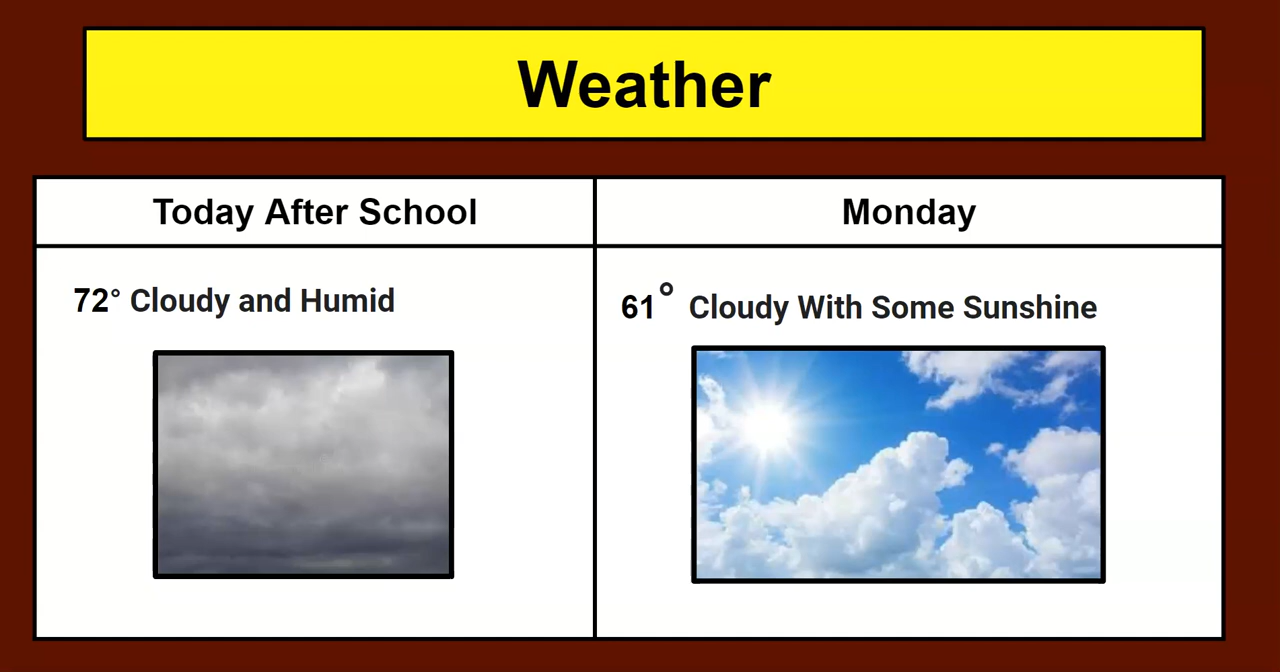 Weather
Today After School
Monday
72° Cloudy and Humid
61° Cloudy With Some Sunshine